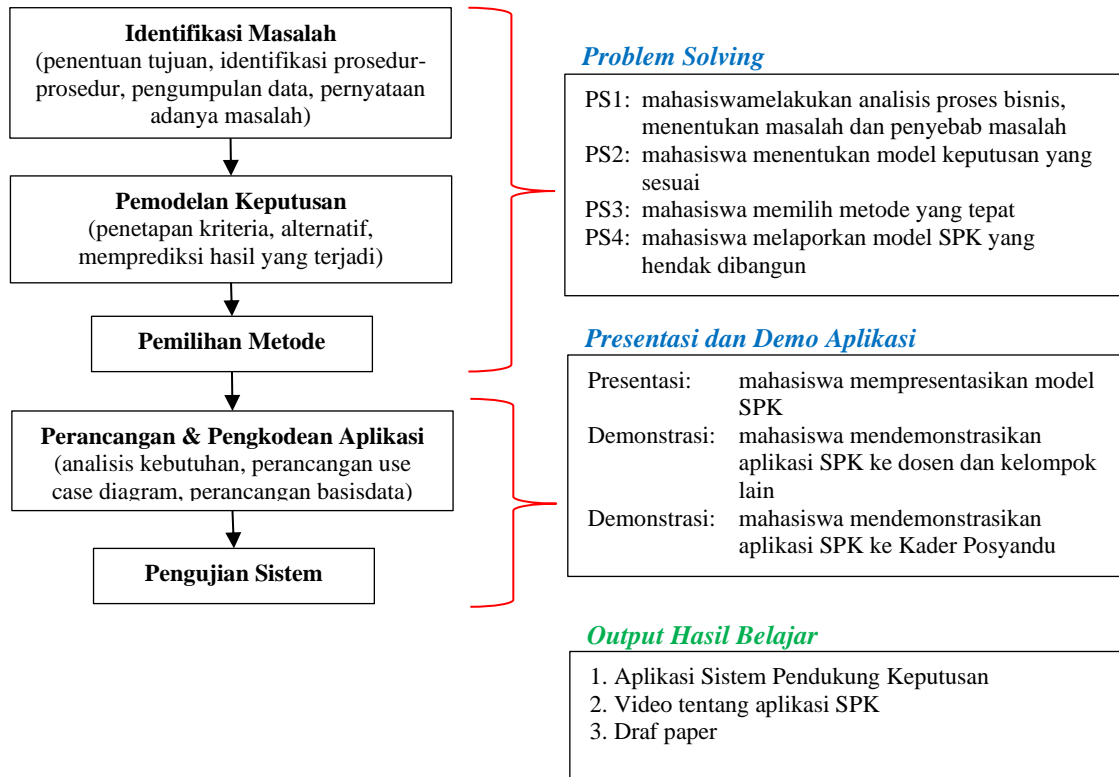 Identifikasi Masalah
(penentuan tujuan, identifikasi prosedur-
prosedur, pengumpulan data, pernyataan
adanya masalah)
Pemodelan Keputusan
(penetapan kriteria, alternatif,
memprediksi hasil yang terjadi)
Pemilihan Metode
Perancangan & Pengkodean Aplikasi
(analisis kebutuhan, perancangan use
case diagram, perancangan basisdata)
Pengujian Sistem
Problem Solving
PS1: mahasiswamelakukan analisis proses bisnis,
menentukan masalah dan penyebab masalah
PS2: mahasiswa menentukan model keputusan yang
sesuai
PS3: mahasiswa memilih metode yang tepat
PS4: mahasiswa melaporkan model SPK yang
hendak dibangun
Presentasi dan Demo Aplikasi
Presentasi: mahasiswa mempresentasikan model
SPK
Demonstrasi: mahasiswa mendemonstrasikan
aplikasi SPK ke dosen dan kelompok
lain
Demonstrasi: mahasiswa mendemonstrasikan
aplikasi SPK ke Kader Posyandu
Output Hasil Belajar
1. Aplikasi Sistem Pendukung Keputusan
2. Video tentang aplikasi SPK
3. Draf paper